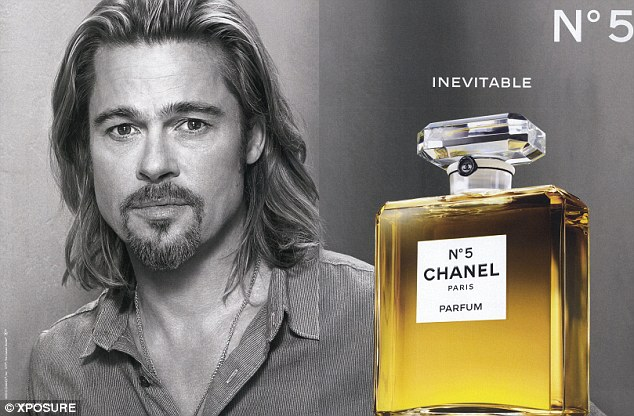 N°5
INEVITABLE
N°5
CHANEL
PARIS
PARFUM
© XPOSURE